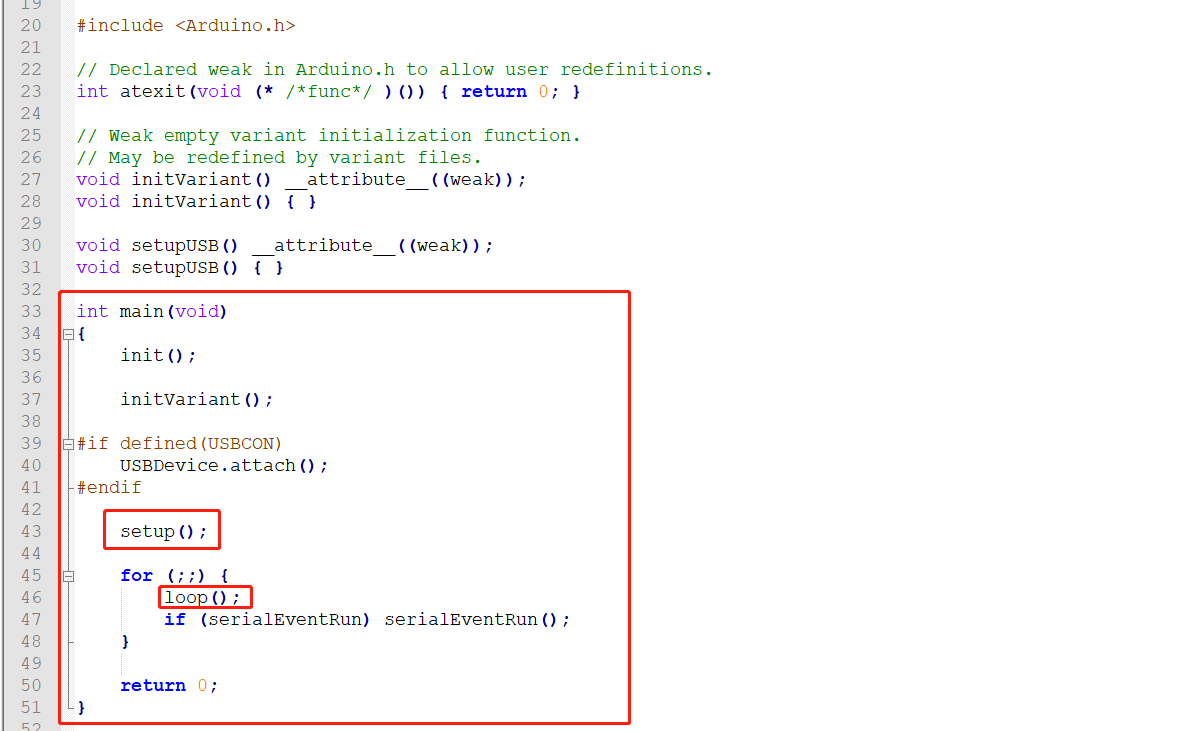 19
20 #include <Arduino.h>
21
22 // Declared weak in Arduino.h to allow user redefinitions.
23 int atexit(void (* /*func*/ )()) { return 0; }
24
25 // Weak empty variant initialization function.
26 // May be redefined by variant files.
27 void initVariant() __attribute__((weak));
28 void initVariant() { }
29
30 void setupUSB() __attribute__((weak));
31 void setupUSB() { }
32
33 int main(void)
34 {
35     init();
36
37     initVariant();
38
39 #if defined(USBCON)
40     USBDevice.attach();
41 #endif
42
43     setup();
44
45     for (;;) {
46         loop();
47         if (serialEventRun) serialEventRun();
48     }
49
50     return 0;
51 }
52